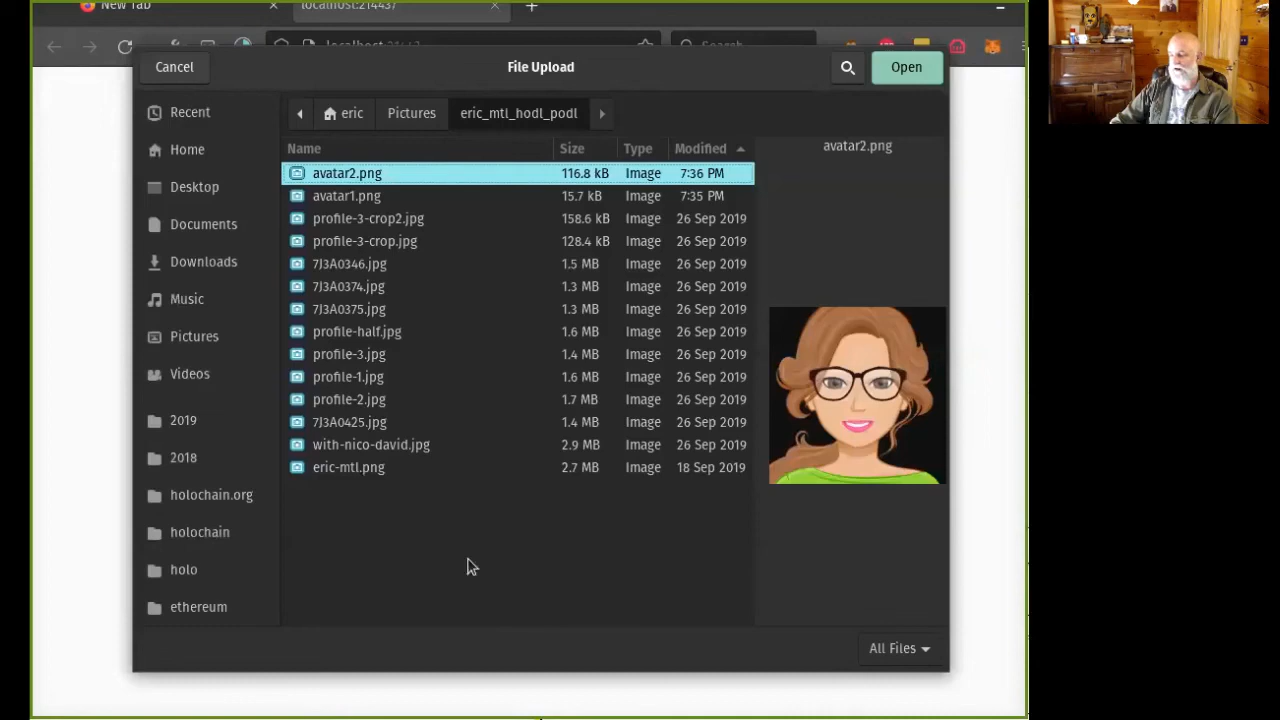 New Tab
localhost:21443/
localhost:21443
Search
Cancel
File Upload
Open
eric
Pictures
eric_mtl_hodl_podl
Recent
Home
Desktop
Documents
Downloads
Music
Pictures
Videos
2019
2018
holochain.org
holochain
holo
ethereum
Name Size Type Modified
avatar2.png 116.8 kB Image 7:36 PM
avatar1.png 15.7 kB Image 7:35 PM
profile-3-crop2.jpg 158.6 kB Image 26 Sep 2019
profile-3-crop.jpg 128.4 kB Image 26 Sep 2019
7J3A0346.jpg 1.5 MB Image 26 Sep 2019
7J3A0374.jpg 1.3 MB Image 26 Sep 2019
7J3A0375.jpg 1.3 MB Image 26 Sep 2019
profile-half.jpg 1.6 MB Image 26 Sep 2019
profile-3.jpg 1.4 MB Image 26 Sep 2019
profile-1.jpg 1.6 MB Image 26 Sep 2019
profile-2.jpg 1.7 MB Image 26 Sep 2019
7J3A0425.jpg 1.4 MB Image 26 Sep 2019
with-nico-david.jpg 2.9 MB Image 26 Sep 2019
eric-mtl.png 2.7 MB Image 18 Sep 2019
avatar2.png
All Files